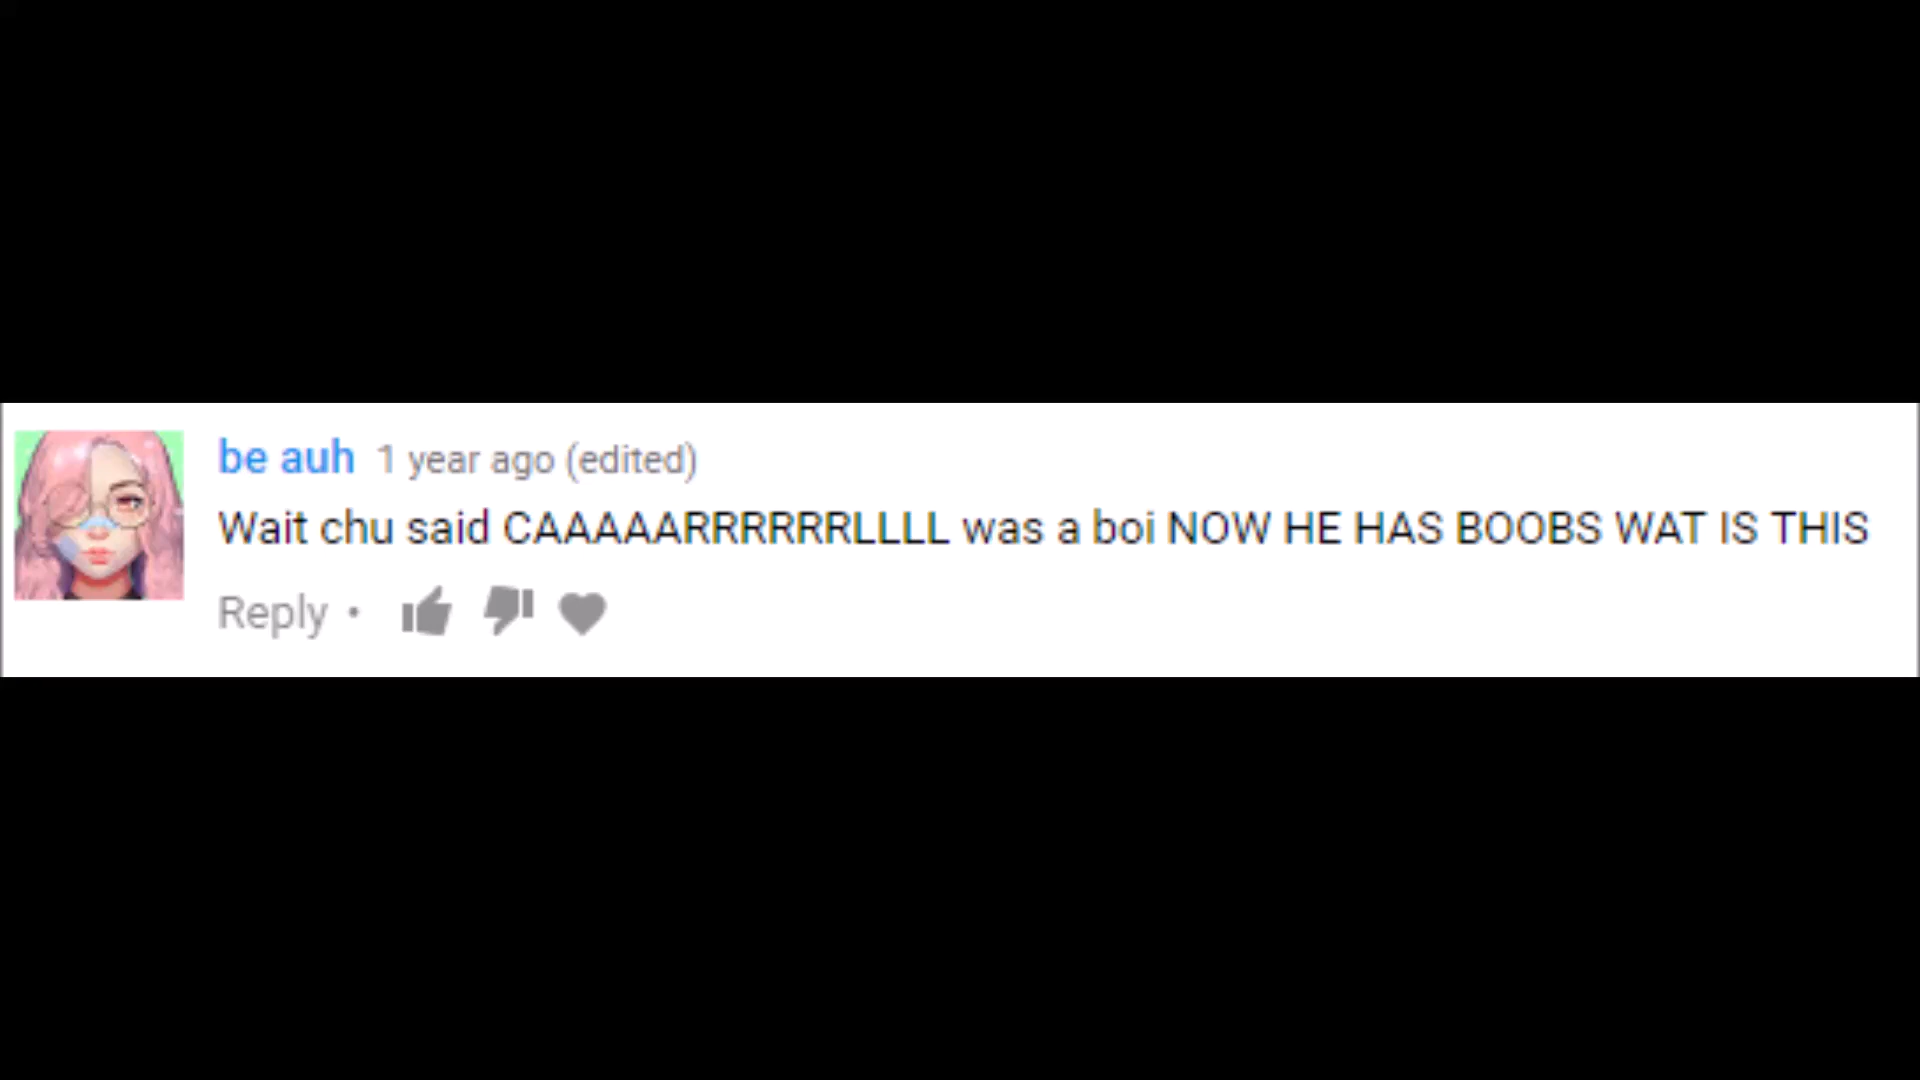 be auh 1 year ago (edited)
Wait chu said CAAAAARRRRRRLLLL was a boi NOW HE HAS BOOBS WAT IS THIS
Reply •